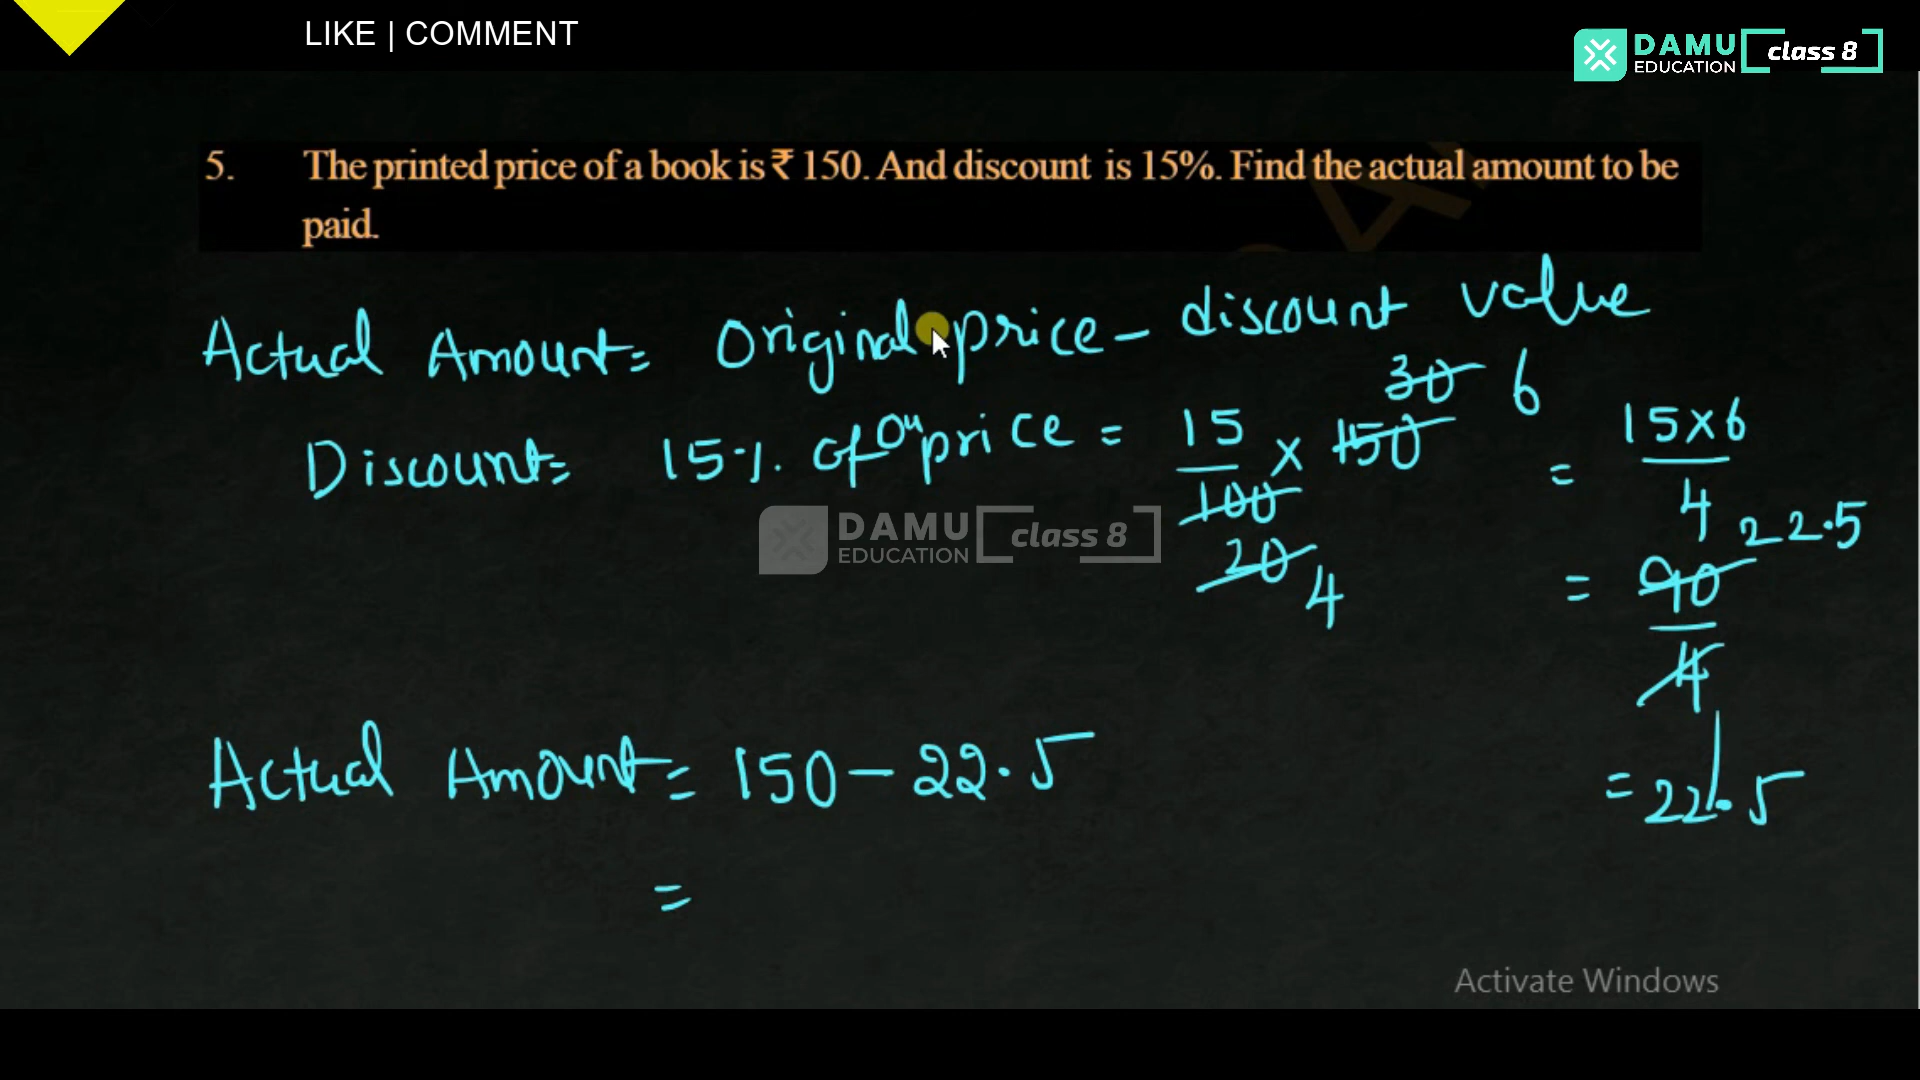 LIKE | COMMENT
DAMU
EDUCATION
class 8
5. The printed price of a book is ₹ 150. And discount is 15%. Find the actual amount to be
paid.
Actual Amount = Original price - discount value
Discount = 15%. of price = 15/100 x 150 = 15x6/4
30 6
20 4
= 90/4 22.5
= 22.5
DAMU
EDUCATION
class 8
Actual Amount = 150 - 22.5
=
Activate Windows